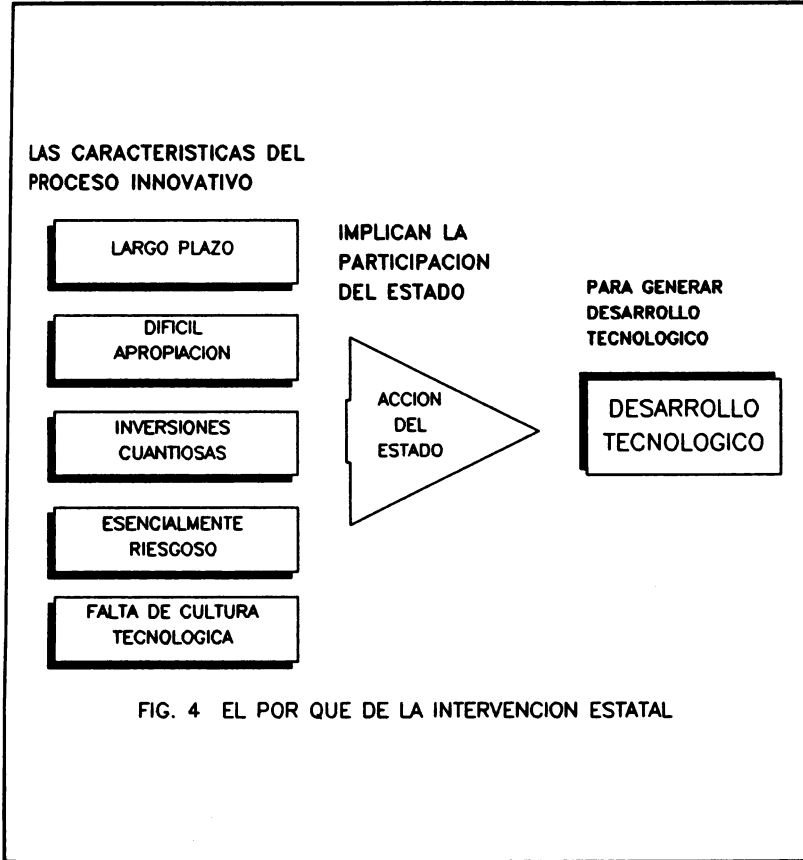 LAS CARACTERISTICAS DEL
PROCESO INNOVATIVO
LARGO PLAZO
DIFICIL
APROPIACION
INVERSIONES
CUANTIOSAS
ESENCIALMENTE
RIESGOSO
FALTA DE CULTURA
TECNOLOGICA
IMPLICAN LA
PARTICIPACION
DEL ESTADO
ACCION
DEL
ESTADO
PARA GENERAR
DESARROLLO
TECNOLOGICO
DESARROLLO
TECNOLOGICO
FIG. 4 EL POR QUE DE LA INTERVENCION ESTATAL